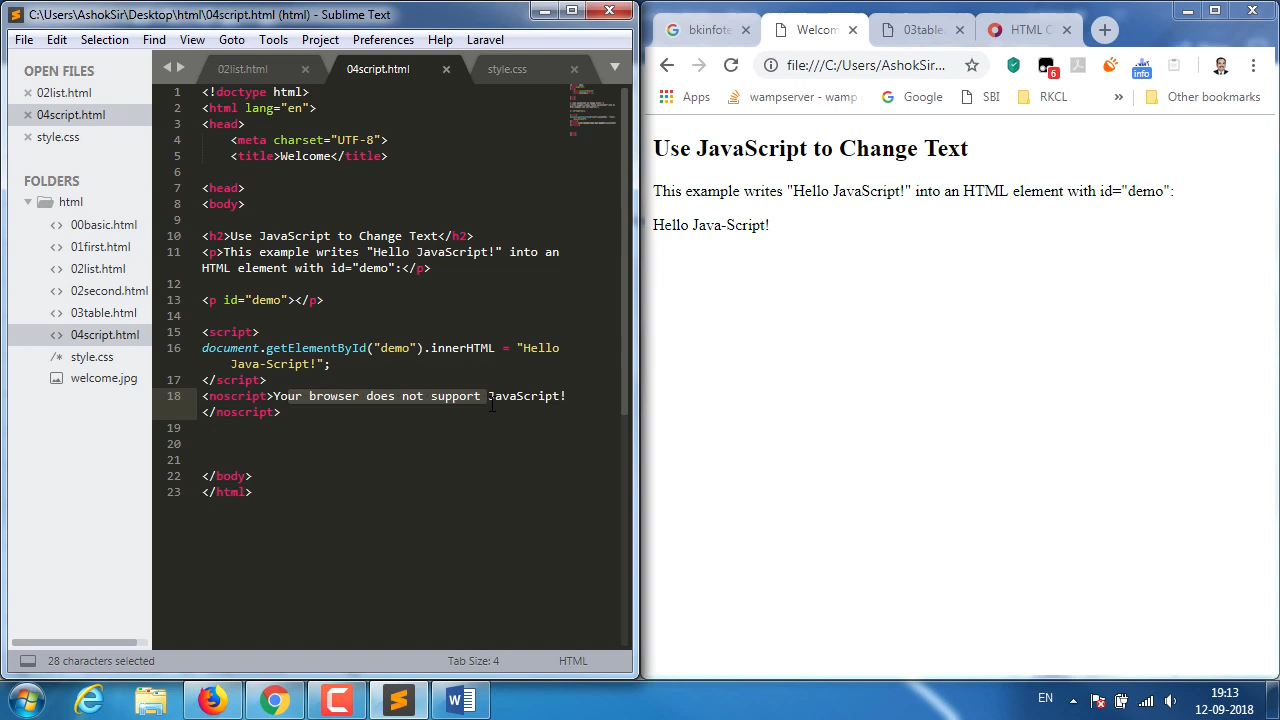 C:\Users\AshokSir\Desktop\html\04script.html (html) - Sublime Text
File Edit Selection Find View Goto Tools Project Preferences Help Laravel
OPEN FILES
02list.html
04script.html
style.css
FOLDERS
html
00basic.html
01first.html
02list.html
02second.html
03table.html
04script.html
style.css
welcome.jpg
02list.html 04script.html style.css
1 <!doctype html>
2 <html lang="en">
3 <head>
4 <meta charset="UTF-8">
5 <title>Welcome</title>
6
7 <head>
8 <body>
9
10 <h2>Use JavaScript to Change Text</h2>
11 <p>This example writes "Hello JavaScript!" into an
HTML element with id="demo":</p>
12
13 <p id="demo"></p>
14
15 <script>
16 document.getElementById("demo").innerHTML = "Hello
Java-Script!";
17 </script>
18 <noscript>Your browser does not support JavaScript!
</noscript>
19
20
21
22 </body>
23 </html>
28 characters selected Tab Size: 4 HTML
bkinfote Welcom 03table. HTML C
file:///C:/Users/AshokSir... 6 info
Apps wampserver - wamp Google SBI RKCL » Other bookmarks
Use JavaScript to Change Text
This example writes "Hello JavaScript!" into an HTML element with id="demo":
Hello Java-Script!
EN 19:13
12-09-2018